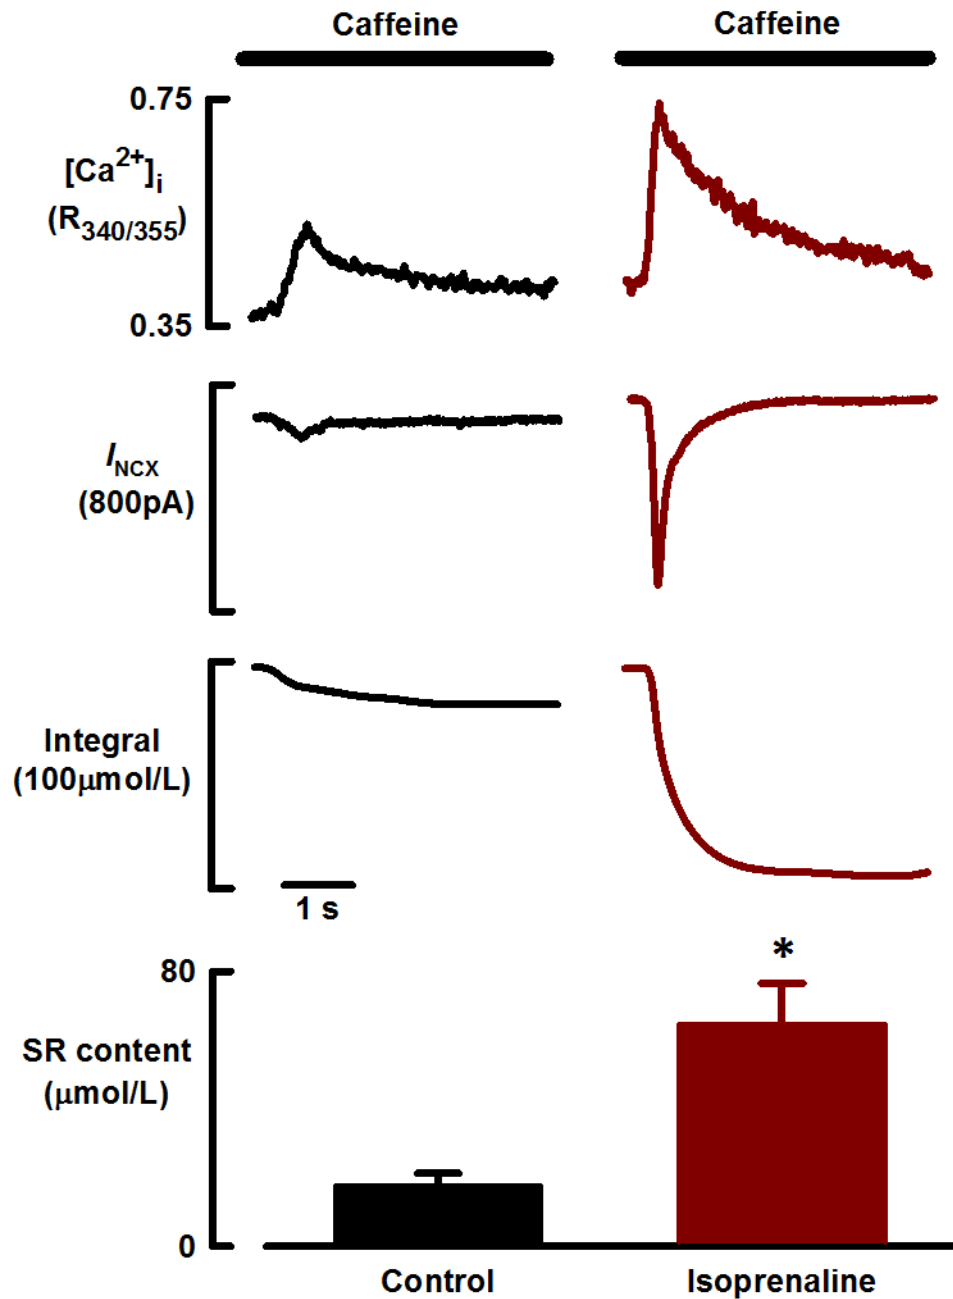 Caffeine Caffeine
0.75
[Ca²⁺]ᵢ
(R₃₄₀/₃₅₅)
0.35
I_NCX
(800pA)
Integral
(100μmol/L)
1 s
*
80
SR content
(μmol/L)
0
Control Isoprenaline